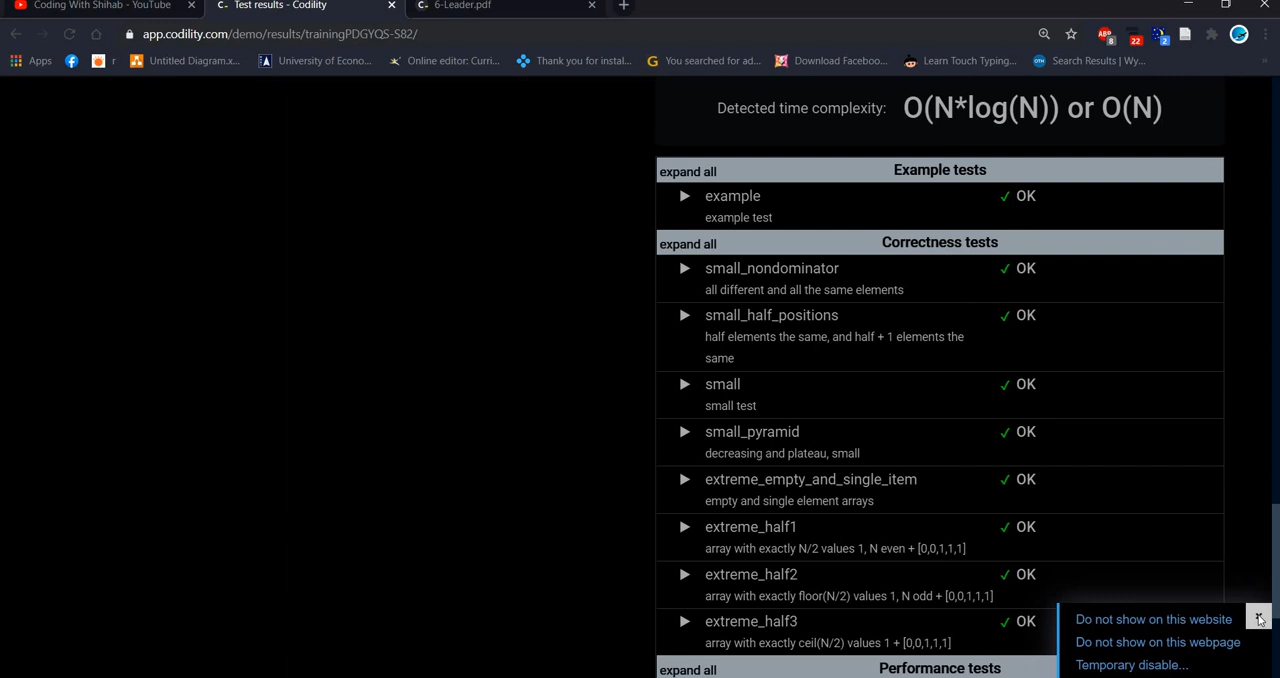 Coding With Shihab - YouTube
Test results - Codility
6-Leader.pdf
app.codility.com/demo/results/trainingPDGYQS-S82/
8
22
2
Apps
r
Untitled Diagram.x...
University of Econo...
Online editor: Curri...
Thank you for instal...
You searched for ad...
Download Faceboo...
Learn Touch Typing...
OTH Search Results | Wy...
Detected time complexity: O(N*log(N)) or O(N)
expand all Example tests
example ✓ OK
example test
expand all Correctness tests
small_nondominator ✓ OK
all different and all the same elements
small_half_positions ✓ OK
half elements the same, and half + 1 elements the
same
small ✓ OK
small test
small_pyramid ✓ OK
decreasing and plateau, small
extreme_empty_and_single_item ✓ OK
empty and single element arrays
extreme_half1 ✓ OK
array with exactly N/2 values 1, N even + [0,0,1,1,1]
extreme_half2 ✓ OK
array with exactly floor(N/2) values 1, N odd + [0,0,1,1,1]
extreme_half3 ✓ OK
array with exactly ceil(N/2) values 1 + [0,0,1,1,1]
expand all Performance tests
Do not show on this website
Do not show on this webpage
Temporary disable...